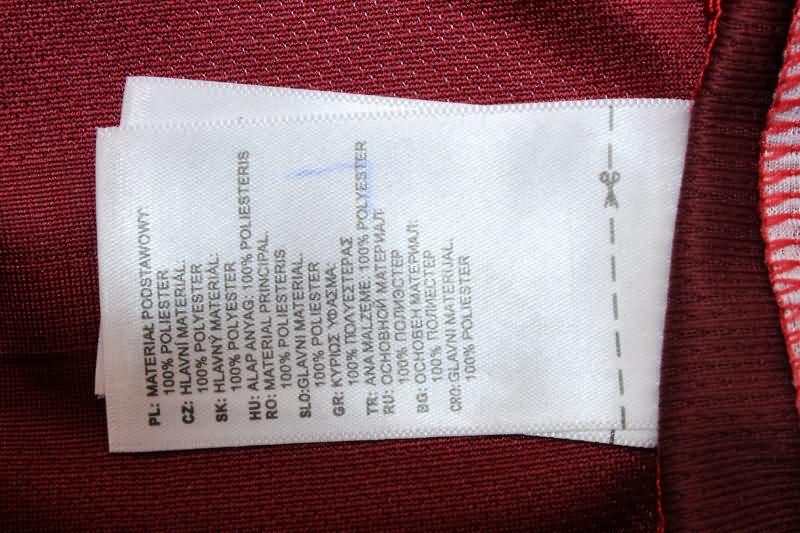 PL: MATERIAŁ PODSTAWOWY:
100% POLIESTER
CZ: HLAVNÍ MATERIÁL:
100% POLYESTER
SK: HLAVNÝ MATERIÁL:
100% POLYESTER
HU: ALAP ANYAG: 100% POLIESTERIS
RO: MATERIAL PRINCIPAL.
100% POLIESTERIS
SLO:GLAVNI MATERIAL.
100% POLIESTER
GR: ΚΥΡΙΟΣ ΥΦΑΣΜΑ:
100% ΠΟΛΥΕΣΤΕΡΑΣ
TR: ANA MALZEME. 100% POLYESTER
RU: ОСНОВНОЙ МАТЕРИАЛ:
100% ПОЛИЭСТЕР
BG: ОСНОВЕН МАТЕРИАЛ:
100% ПОЛИЕСТЕР
CRO: GLAVNI MATERIJAL.
100% POLIESTER